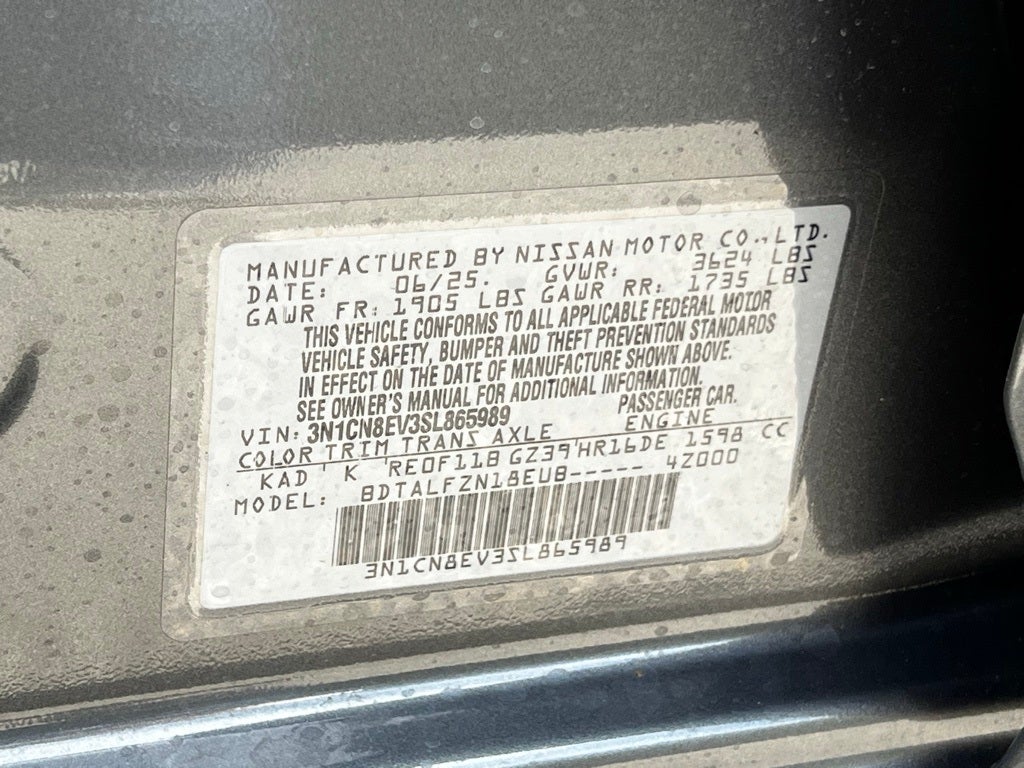 MANUFACTURED BY NISSAN MOTOR CO.,LTD.
DATE: 06/25. GVWR: 3624 LBS
GAWR FR: 1905 LBS GAWR RR: 1735 LBS
THIS VEHICLE CONFORMS TO ALL APPLICABLE FEDERAL MOTOR
VEHICLE SAFETY, BUMPER AND THEFT PREVENTION STANDARDS
IN EFFECT ON THE DATE OF MANUFACTURE SHOWN ABOVE.
SEE OWNER'S MANUAL FOR ADDITIONAL INFORMATION.
VIN: 3N1CN8EV3SL865989 PASSENGER CAR.
COLOR TRIM TRANS AXLE ENGINE
KAD ' K 'RE0F11B GZ39'HR16DE 1598 CC
MODEL: BDTALFZN18EUB----- 4Z000
3N1CN8EV3SL865989